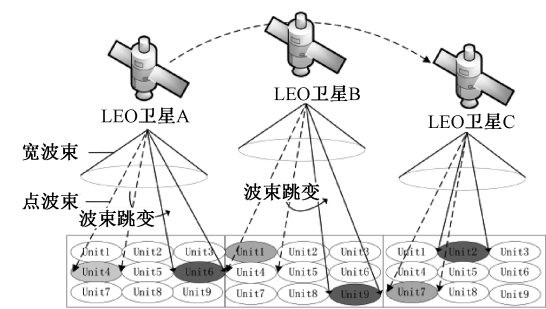 LEO卫星A
LEO卫星B
LEO卫星C
宽波束
点波束
波束跳变
波束跳变
Unit1 Unit2 Unit3 Unit1 Unit2 Unit3 Unit1 Unit2 Unit3
Unit4 Unit5 Unit6 Unit4 Unit5 Unit6 Unit4 Unit5 Unit6
Unit7 Unit8 Unit9 Unit7 Unit8 Unit9 Unit7 Unit8 Unit9